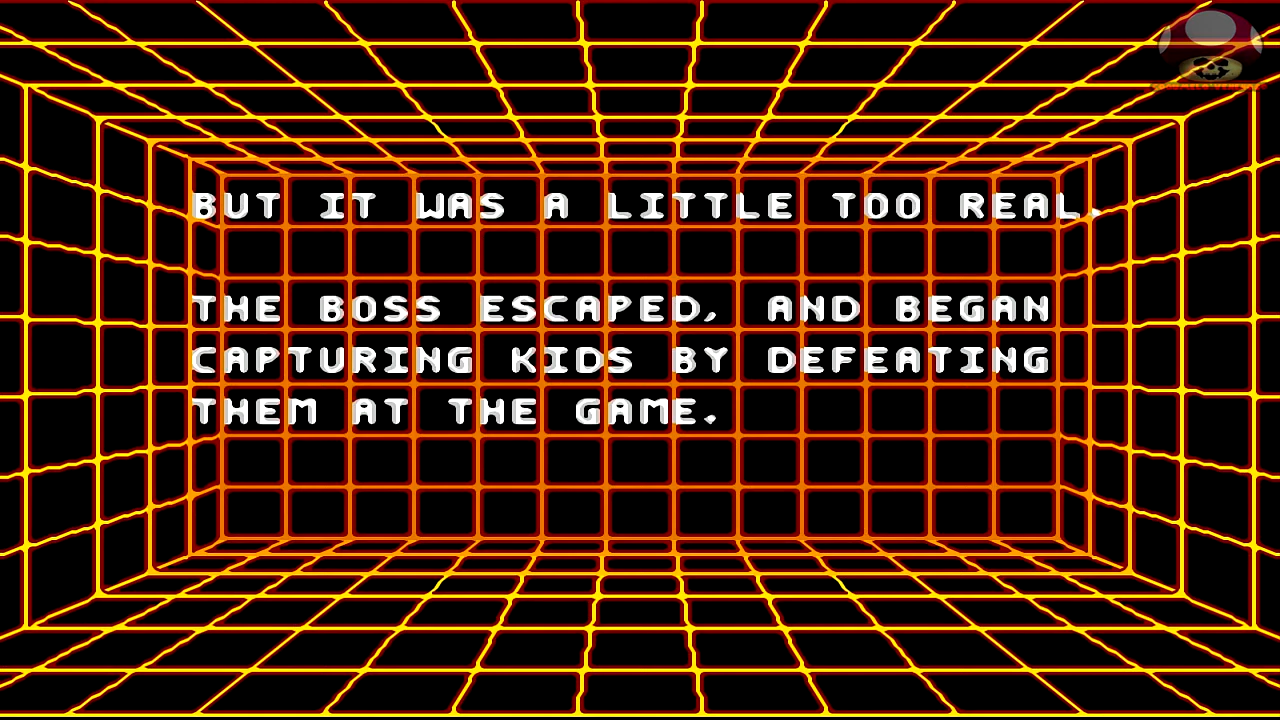 BUT IT WAS A LITTLE TOO REAL.
THE BOSS ESCAPED, AND BEGAN
CAPTURING KIDS BY DEFEATING
THEM AT THE GAME.